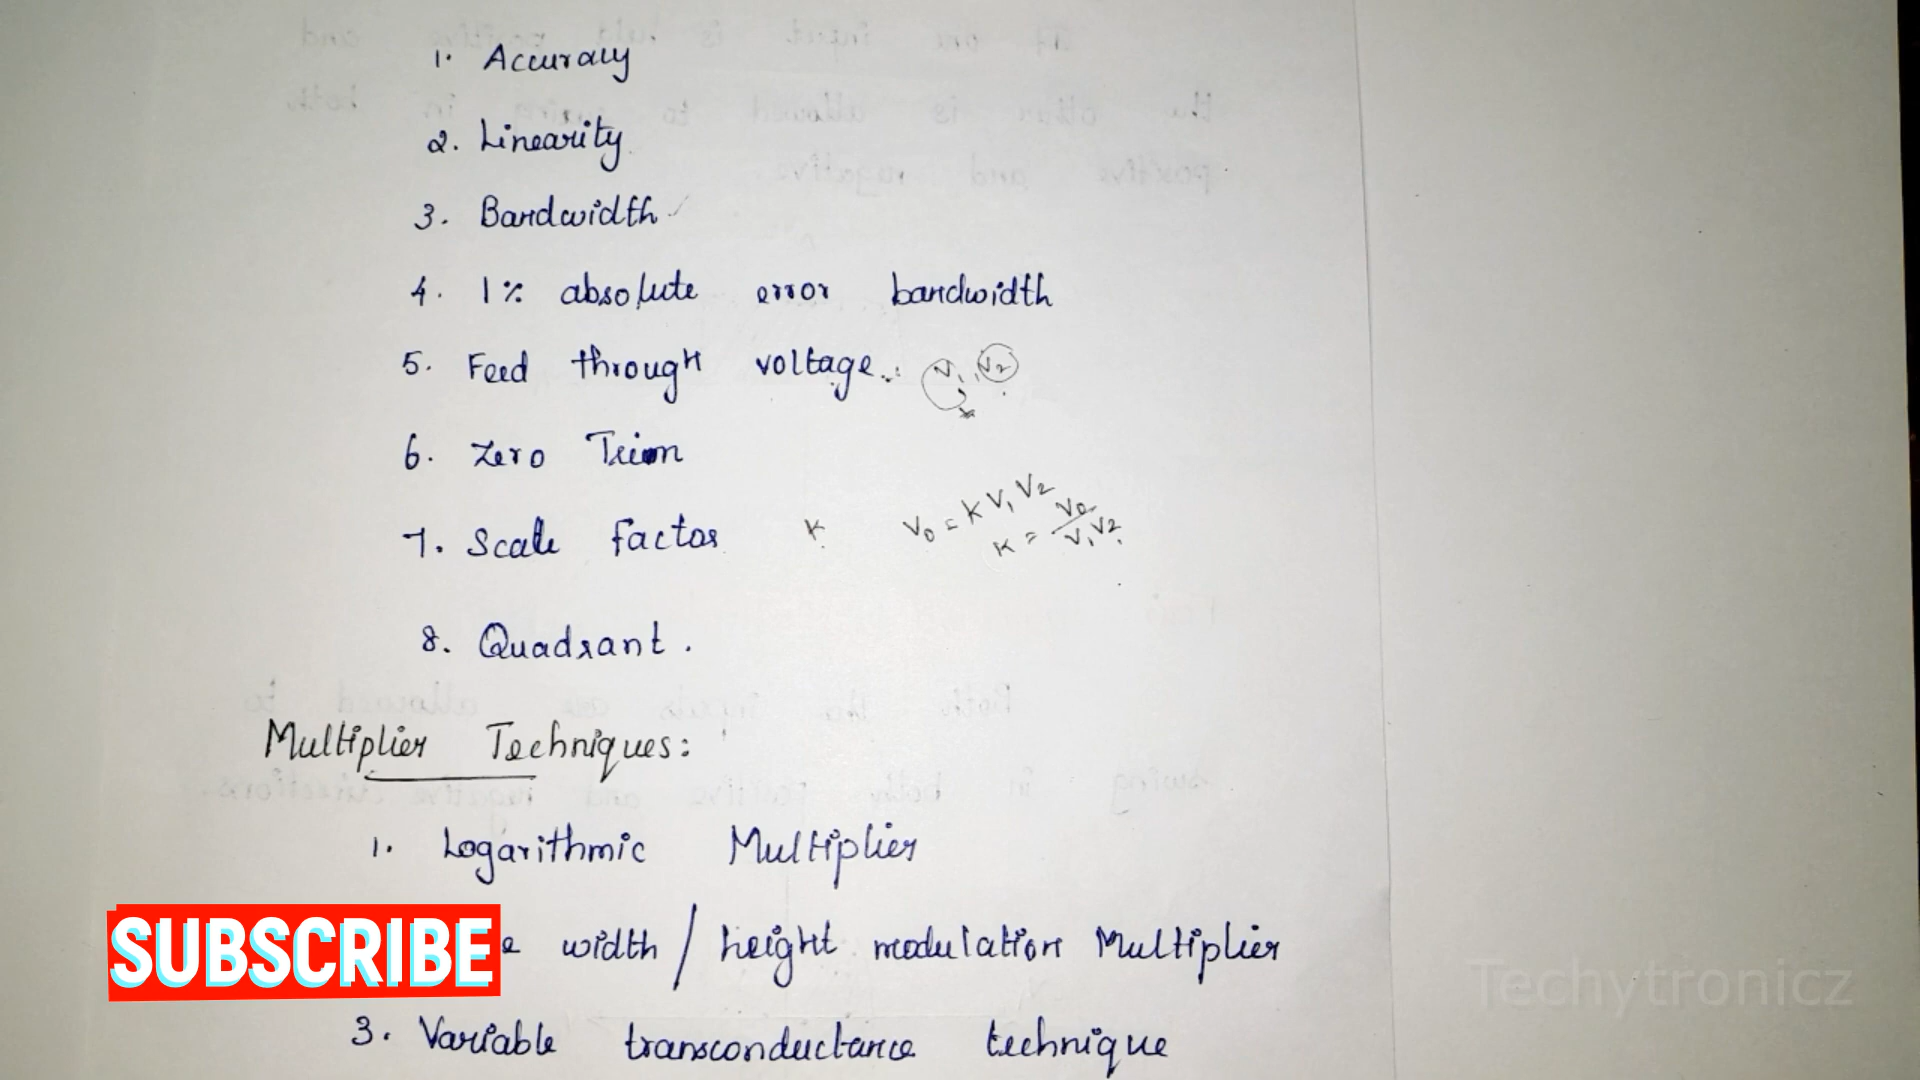 1. Accuracy
2. Linearity
3. Bandwidth
4. 1% absolute error bandwidth
5. Feed through voltage. V₁, V₂
6. Zero Trim
7. Scale factor K V₀ = K V₁ V₂
K = V₀ / V₁V₂
8. Quadrant.
Multiplier Techniques:
1. Logarithmic Multiplier
SUBSCRIBE
e width / height modulation Multiplier
3. Variable transconductance technique
Techytronicz